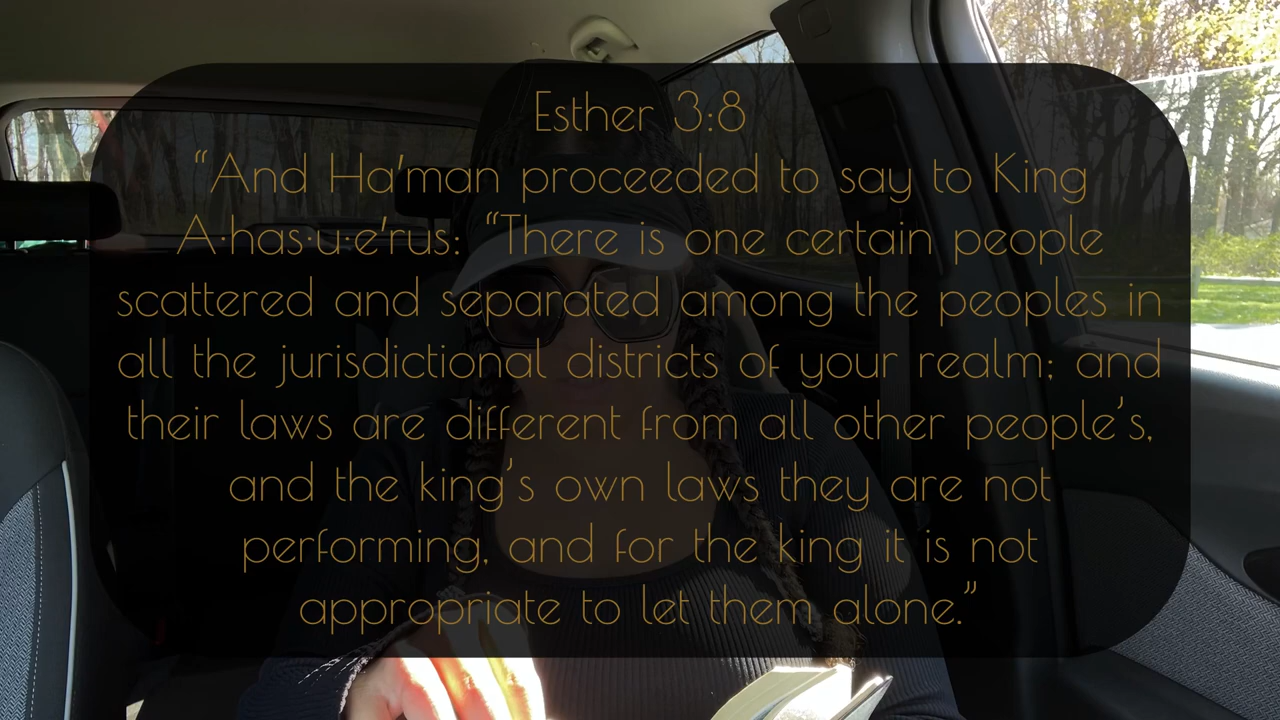 Esther 3:8
“And Ha′man proceeded to say to King
A·has·u·e′rus: “There is one certain people
scattered and separated among the peoples in
all the jurisdictional districts of your realm; and
their laws are different from all other people’s,
and the king’s own laws they are not
performing, and for the king it is not
appropriate to let them alone.”